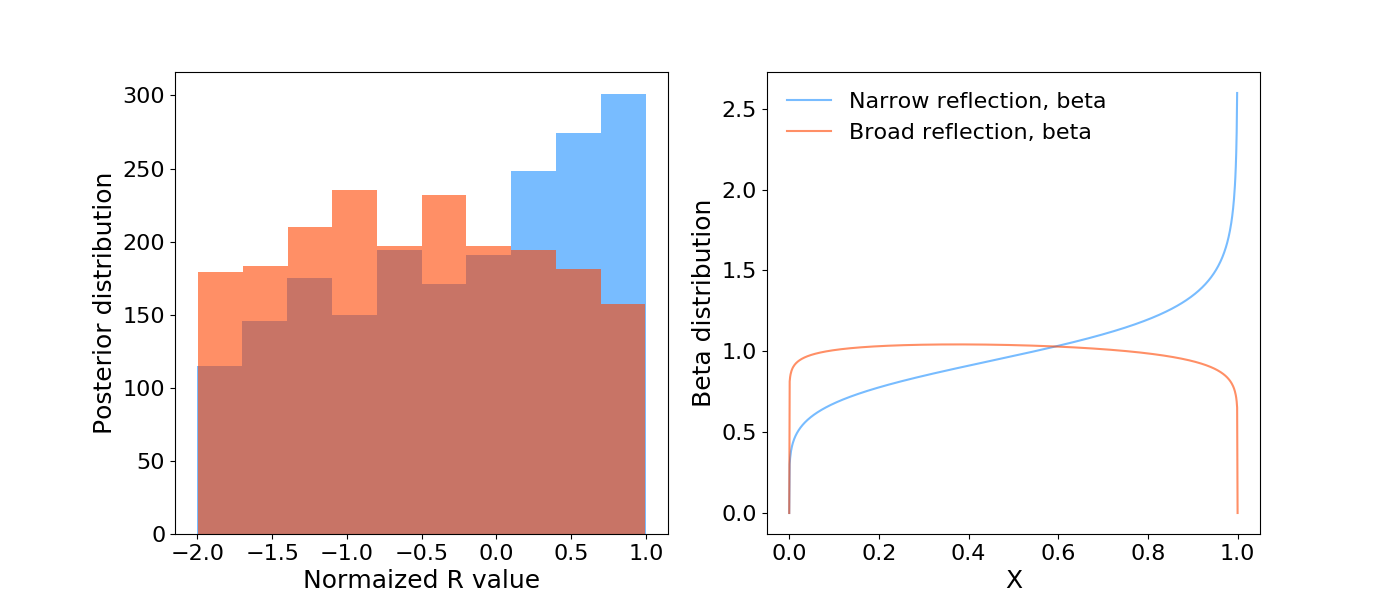 Posterior distribution
300
250
200
150
100
50
0
−2.0 −1.5 −1.0 −0.5 0.0 0.5 1.0
Normaized R value
Beta distribution
2.5
2.0
1.5
1.0
0.5
0.0
Narrow reflection, beta
Broad reflection, beta
0.0 0.2 0.4 0.6 0.8 1.0
X